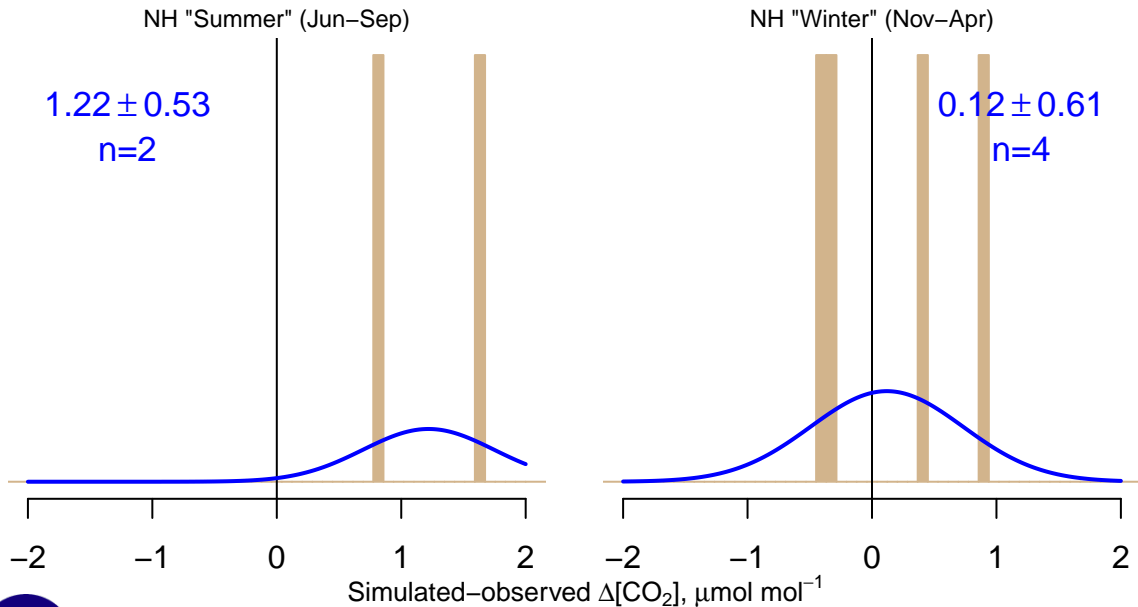 NH "Summer" (Jun−Sep)
NH "Winter" (Nov−Apr)
1.22 ± 0.53
n=2
0.12 ± 0.61
n=4
−2 −1 0 1 2
−2 −1 0 1 2
Simulated−observed Δ[CO₂], μmol mol⁻¹